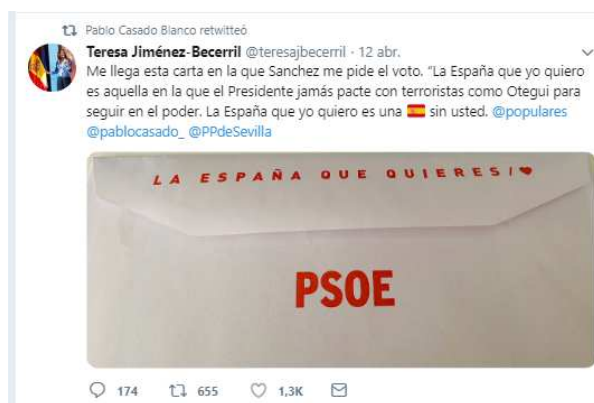 Pablo Casado Blanco retwitteó
Teresa Jiménez-Becerril @teresajbecerril · 12 abr.
Me llega esta carta en la que Sanchez me pide el voto. "La España que yo quiero
es aquella en la que el Presidente jamás pacte con terroristas como Otegui para
seguir en el poder. La España que yo quiero es una 🇪🇸 sin usted. @populares
@pablocasado_ @PPdeSevilla
LA ESPAÑA QUE QUIERES/♥
PSOE
174 655 1,3K